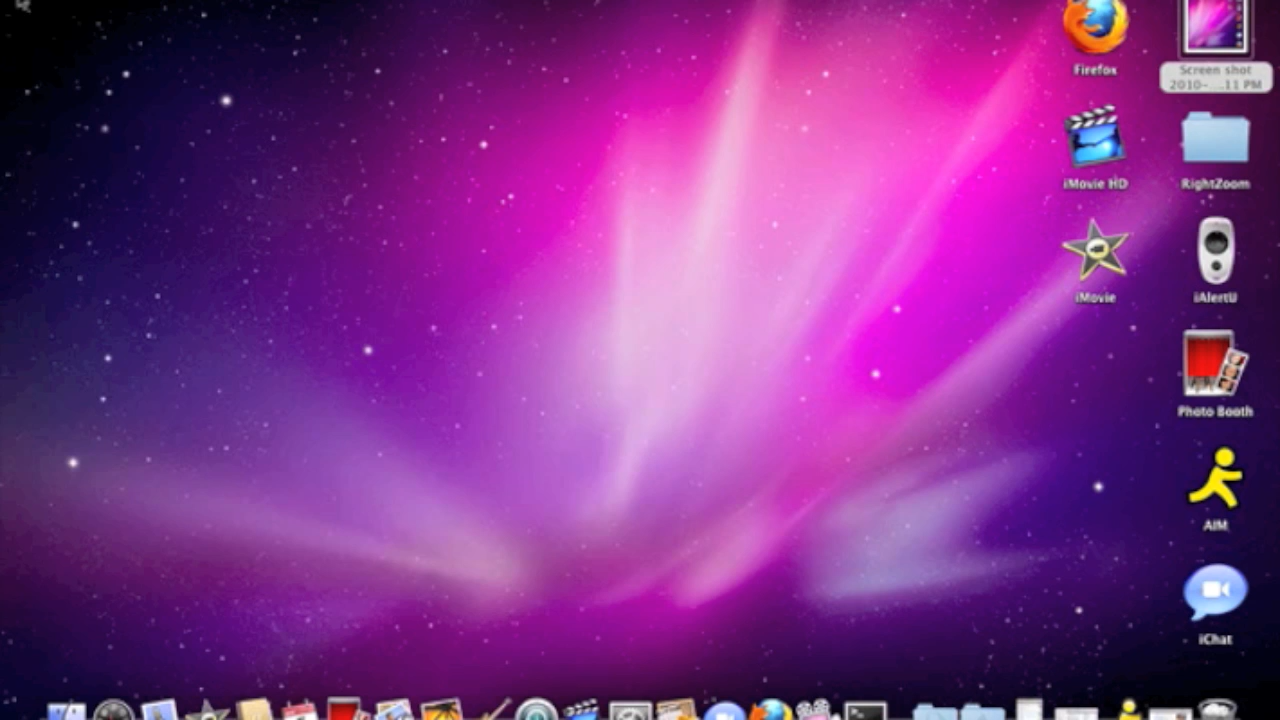 Firefox
Screen shot
2010-...11 PM
iMovie HD
RightZoom
iMovie
iAlertU
Photo Booth
AIM
iChat